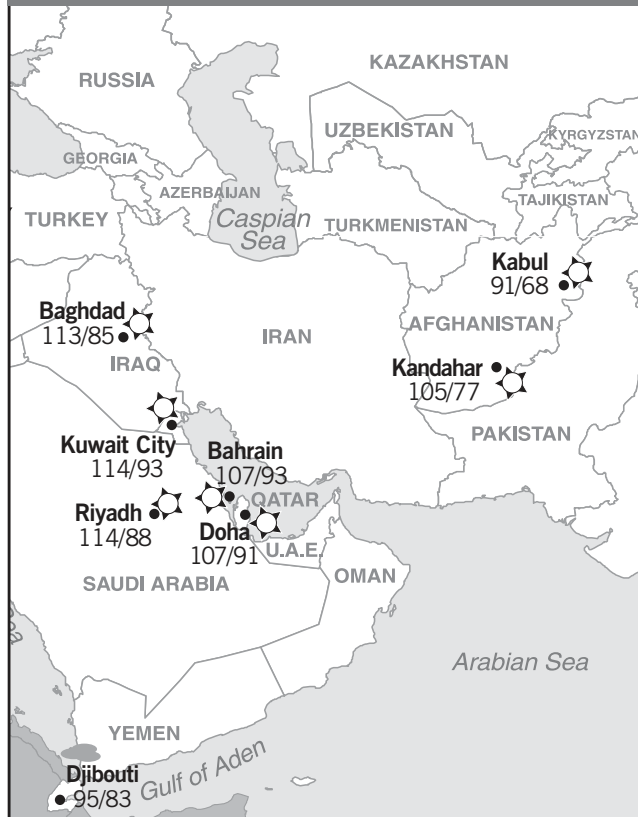 KAZAKHSTAN
RUSSIA
UZBEKISTAN
KYRGYZSTAN
GEORGIA
AZERBAIJAN
TAJIKISTAN
TURKEY
Caspian
Sea
TURKMENISTAN
Kabul
91/68
Baghdad
113/85
IRAN
AFGHANISTAN
IRAQ
Kandahar
105/77
PAKISTAN
Kuwait City
114/93
Bahrain
107/93
QATAR
Riyadh
114/88
Doha
107/91
U.A.E.
SAUDI ARABIA
OMAN
Arabian Sea
YEMEN
Gulf of Aden
Djibouti
95/83